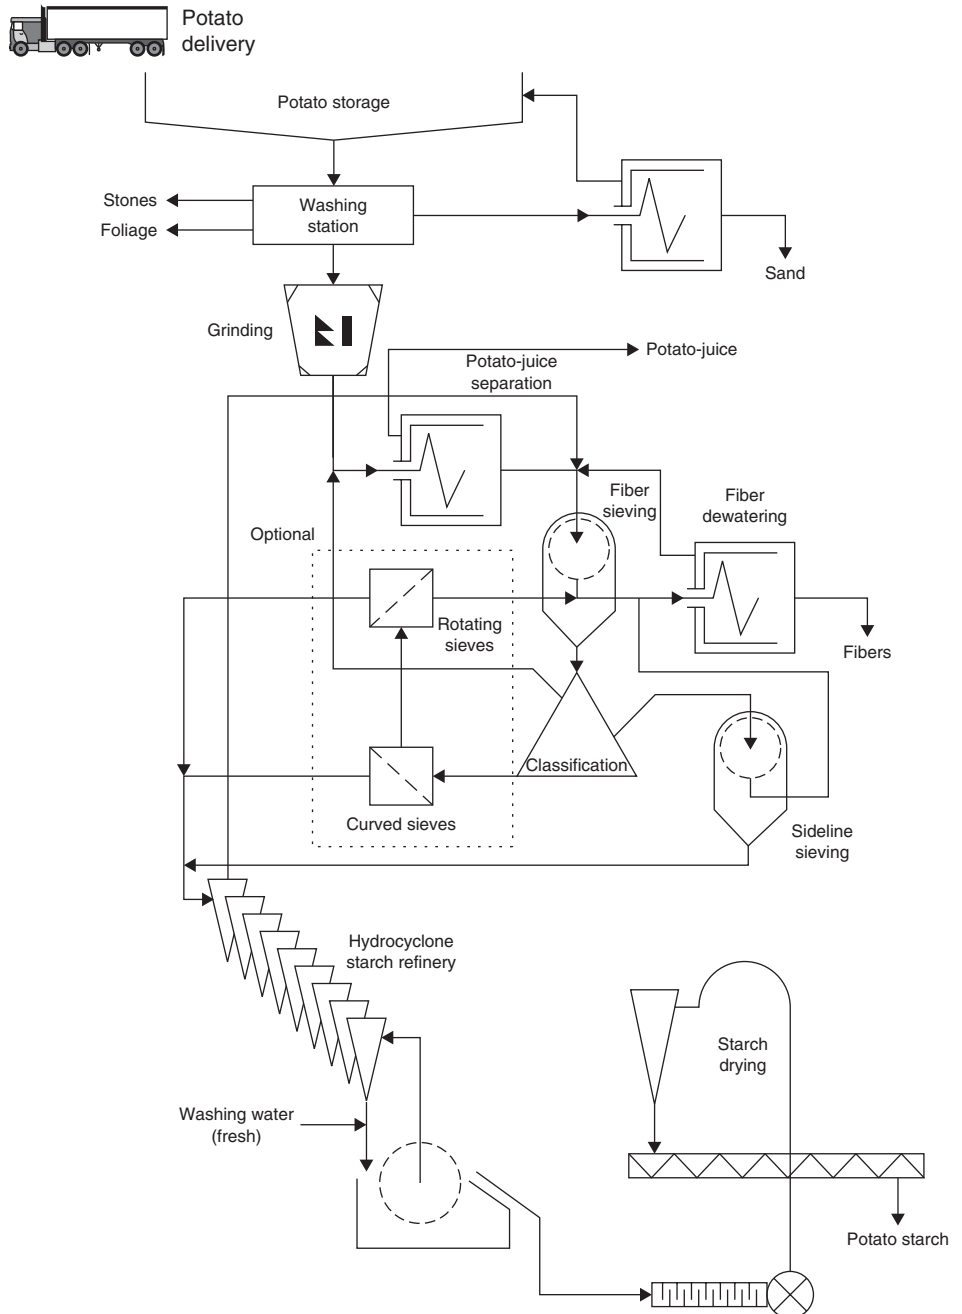 Potato
delivery
Potato storage
Stones
Foliage
Washing
station
Sand
Grinding
Potato-juice
Potato-juice
separation
Fiber
sieving
Fiber
dewatering
Optional
Rotating
sieves
Fibers
Classification
Curved sieves
Sideline
sieving
Hydrocyclone
starch refinery
Starch
drying
Washing water
(fresh)
Potato starch